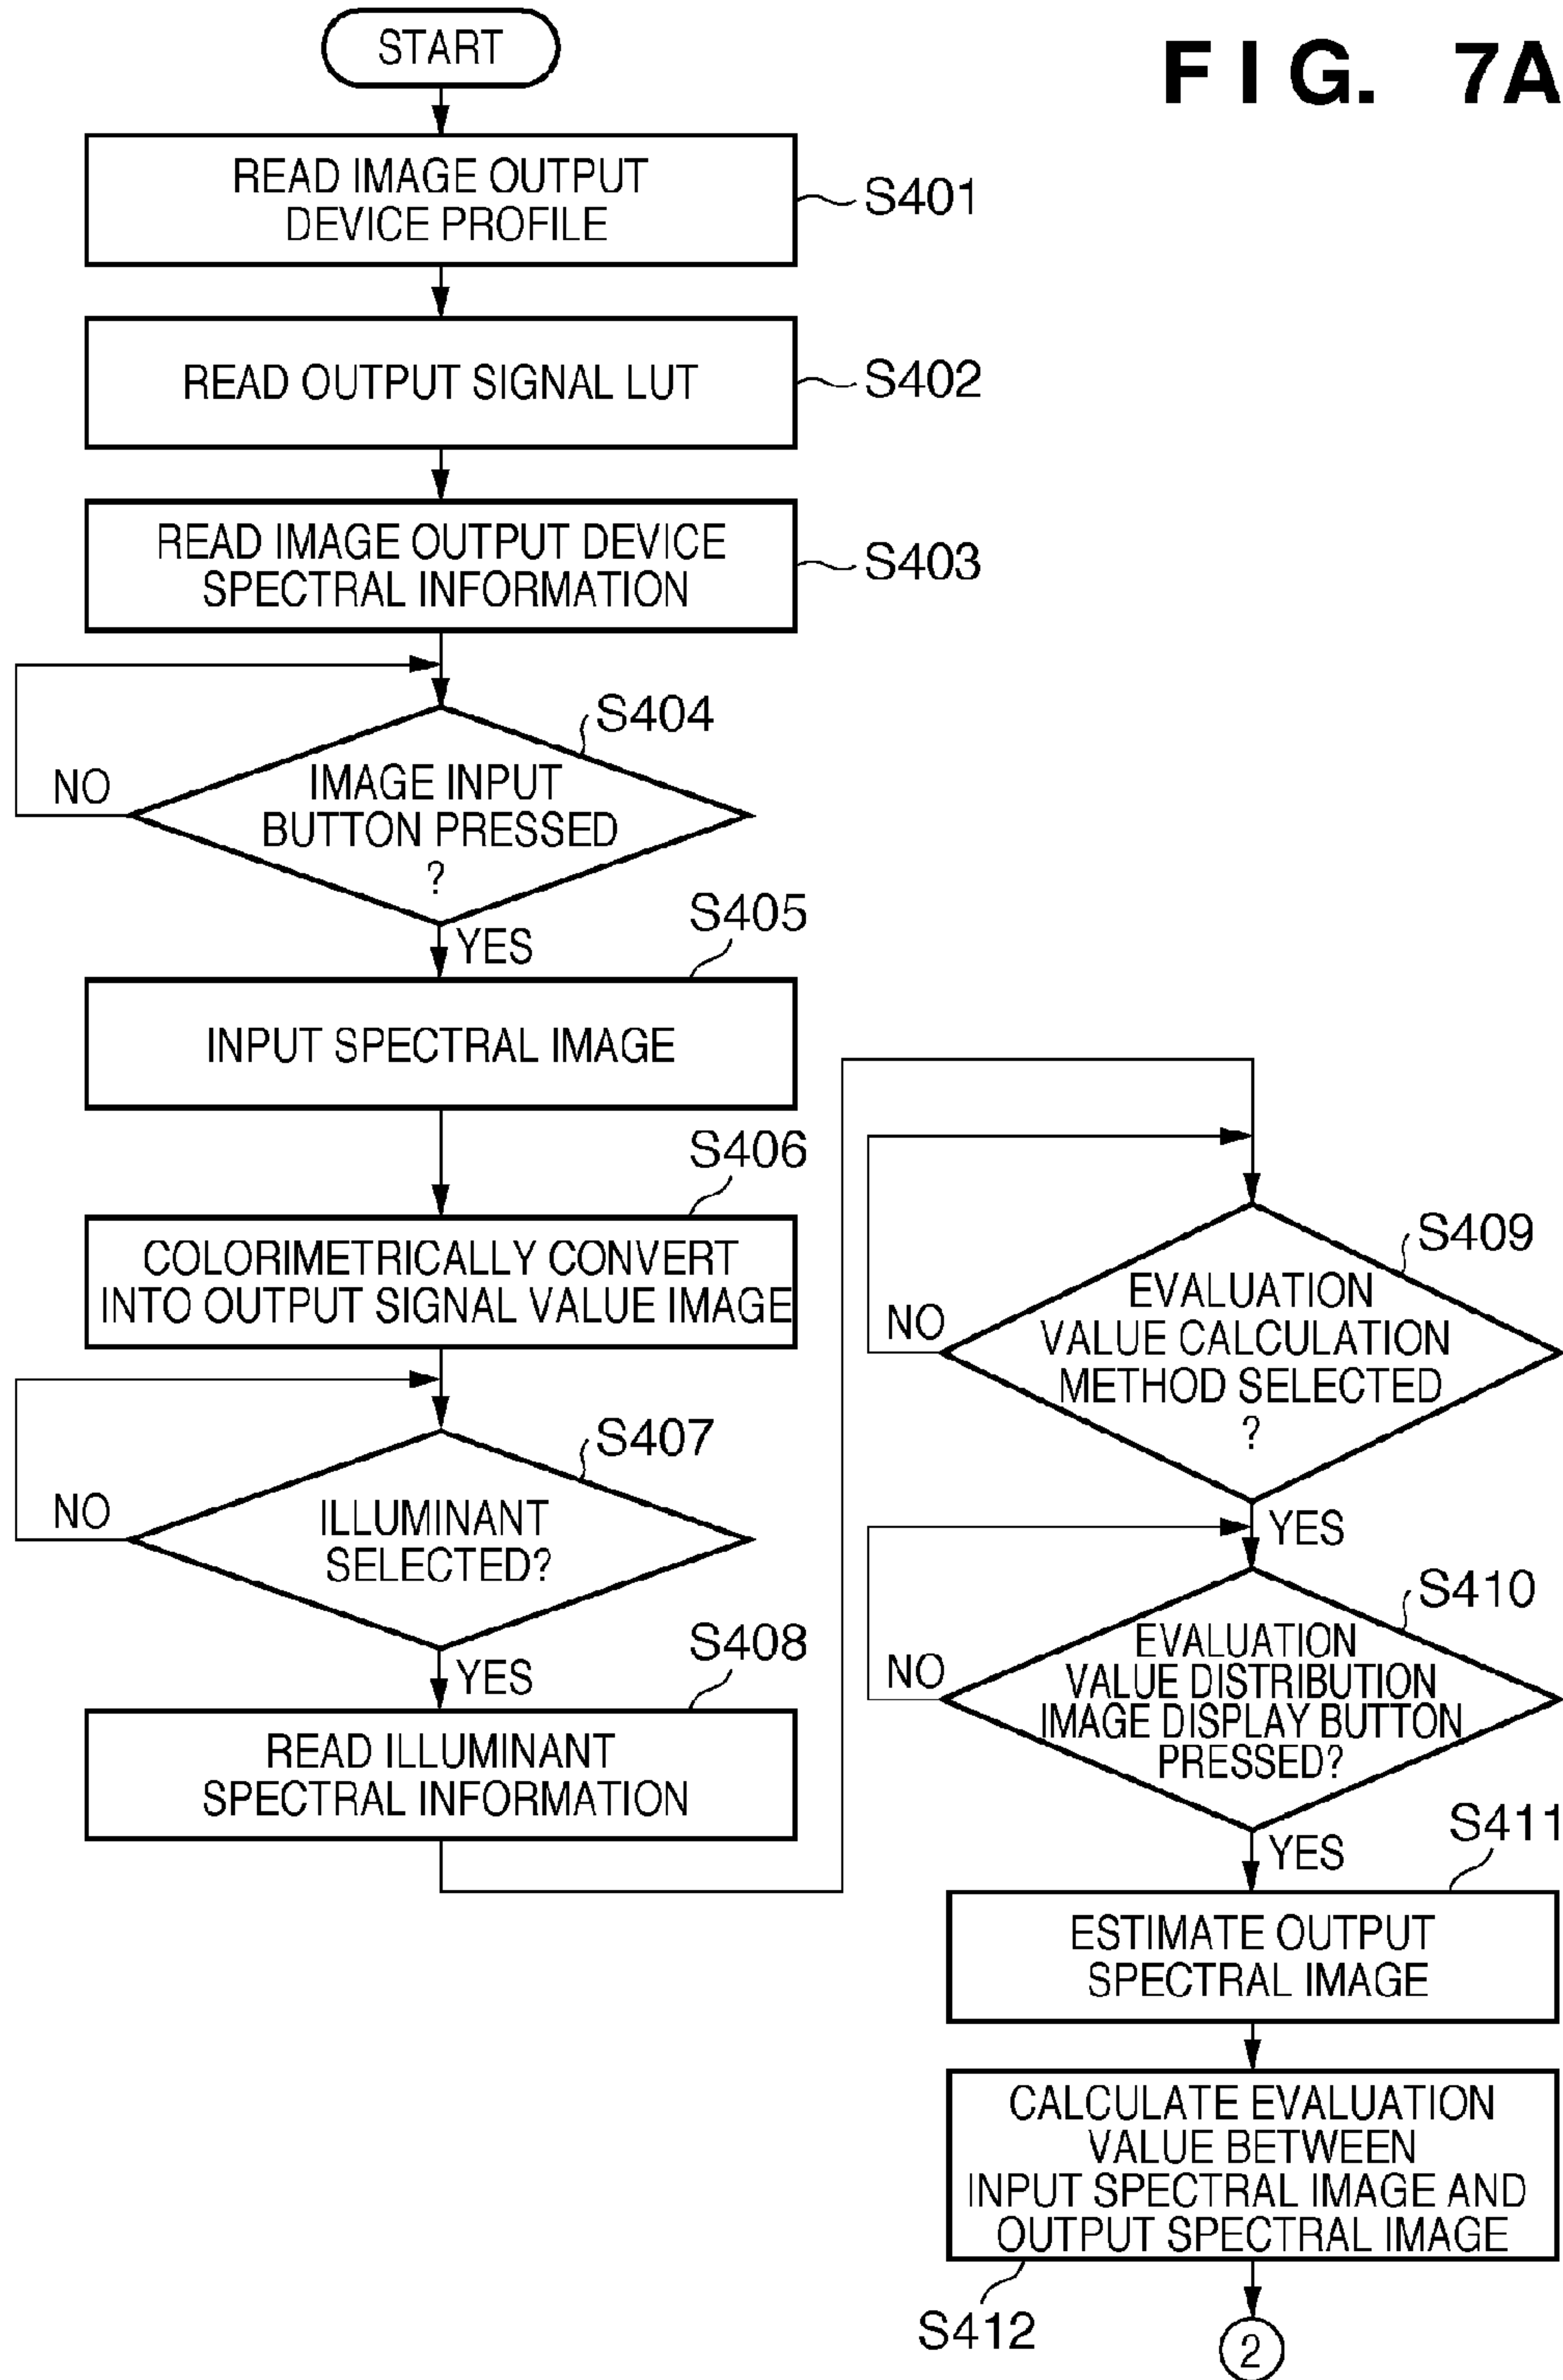 FIG. 7A
START
READ IMAGE OUTPUT
DEVICE PROFILE
S401
READ OUTPUT SIGNAL LUT
S402
READ IMAGE OUTPUT DEVICE
SPECTRAL INFORMATION
S403
S404
IMAGE INPUT
BUTTON PRESSED
?
NO
YES
S405
INPUT SPECTRAL IMAGE
S406
COLORIMETRICALLY CONVERT
INTO OUTPUT SIGNAL VALUE IMAGE
S407
ILLUMINANT
SELECTED?
NO
YES
S408
READ ILLUMINANT
SPECTRAL INFORMATION
S409
EVALUATION
VALUE CALCULATION
METHOD SELECTED
?
NO
YES
S410
EVALUATION
VALUE DISTRIBUTION
IMAGE DISPLAY BUTTON
PRESSED?
NO
YES
S411
ESTIMATE OUTPUT
SPECTRAL IMAGE
CALCULATE EVALUATION
VALUE BETWEEN
INPUT SPECTRAL IMAGE AND
OUTPUT SPECTRAL IMAGE
S412
2